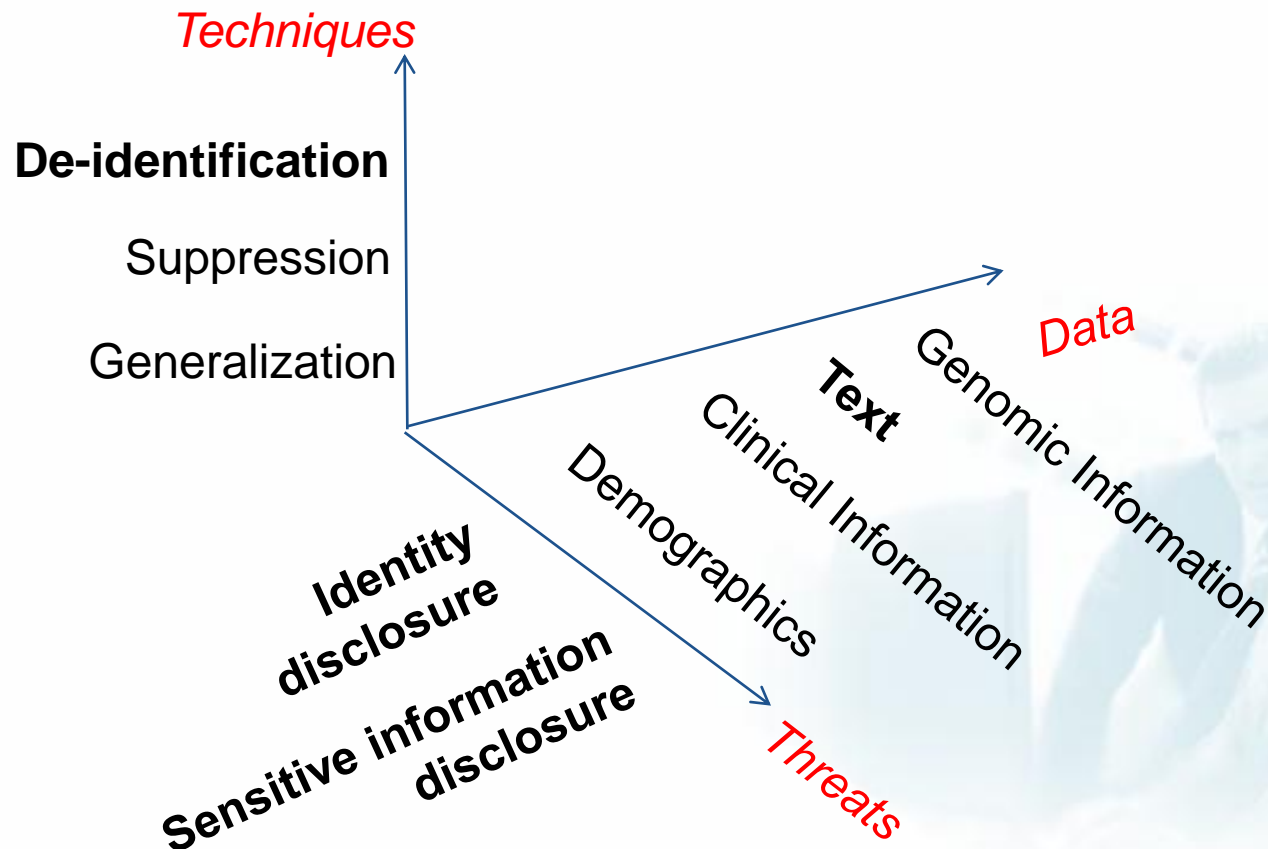 Techniques
De-identification
Suppression
Generalization
Data
Genomic Information
Text
Clinical Information
Demographics
Identity
disclosure
Sensitive information
disclosure
Threats